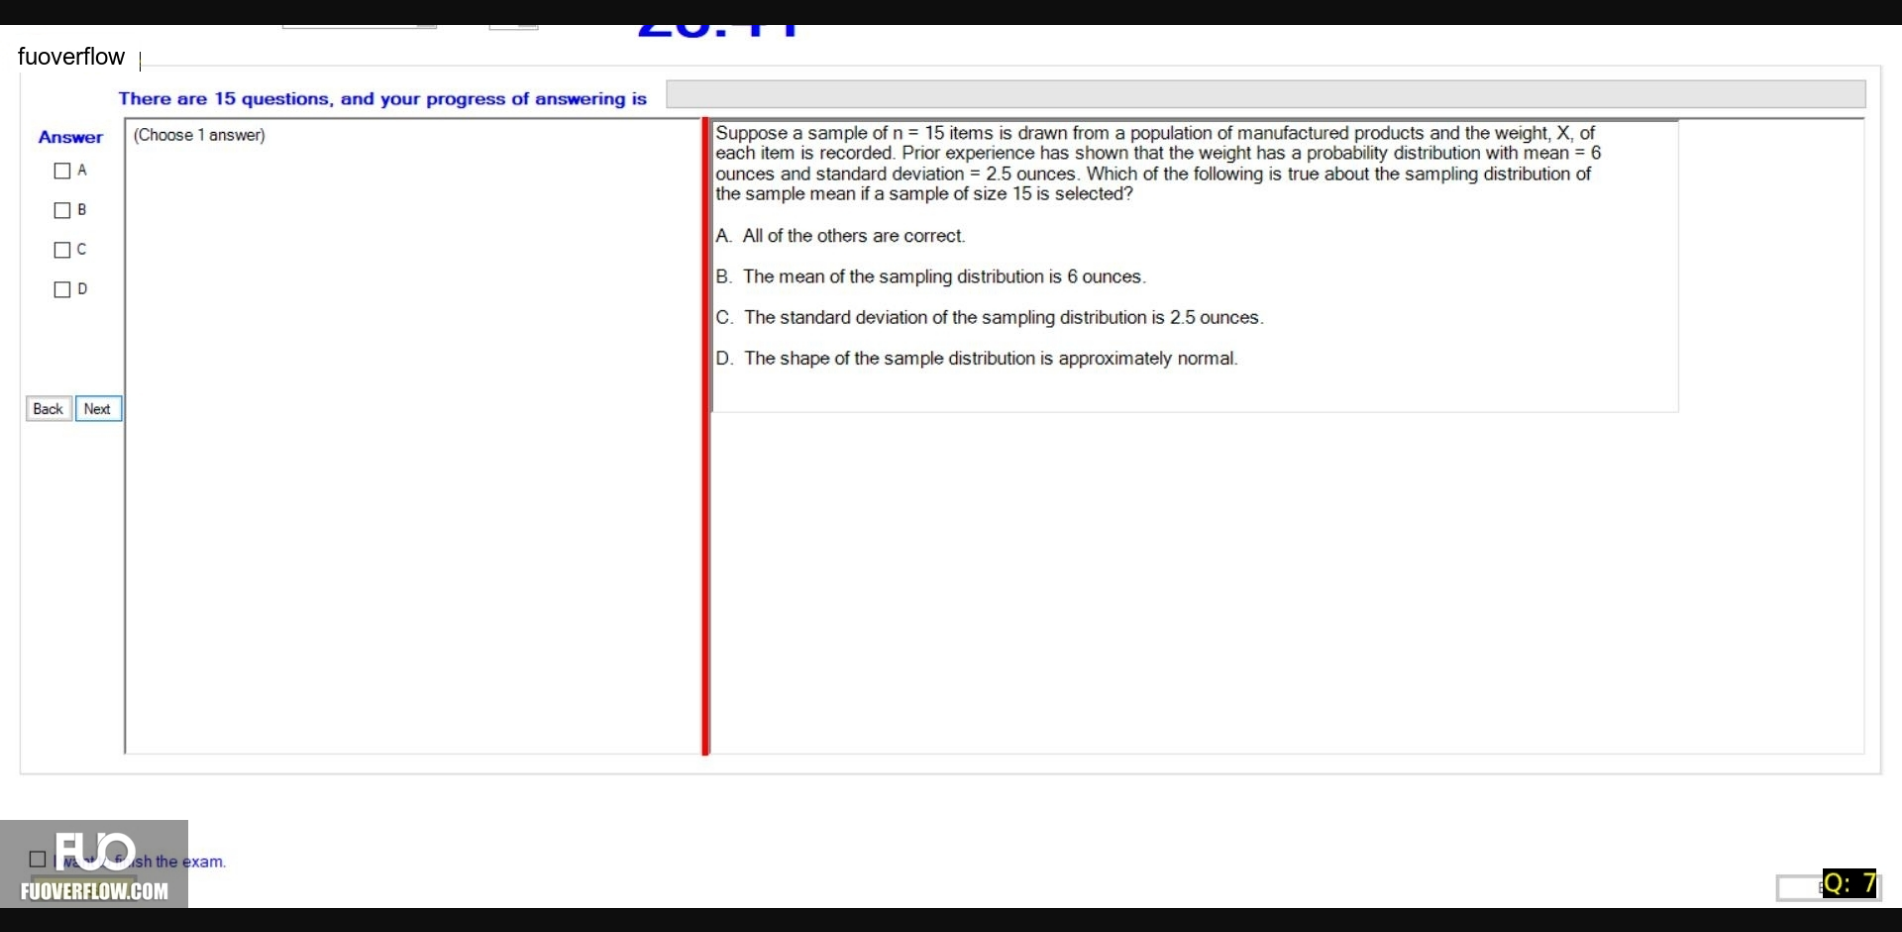 fuoverflow
There are 15 questions, and your progress of answering is
Answer
(Choose 1 answer)
A
B
C
D
Back Next
Suppose a sample of n = 15 items is drawn from a population of manufactured products and the weight, X, of
each item is recorded. Prior experience has shown that the weight has a probability distribution with mean = 6
ounces and standard deviation = 2.5 ounces. Which of the following is true about the sampling distribution of
the sample mean if a sample of size 15 is selected?
A. All of the others are correct.
B. The mean of the sampling distribution is 6 ounces.
C. The standard deviation of the sampling distribution is 2.5 ounces.
D. The shape of the sample distribution is approximately normal.
FUO
the exam.
FUOVERFLOW.COM
Q: 7